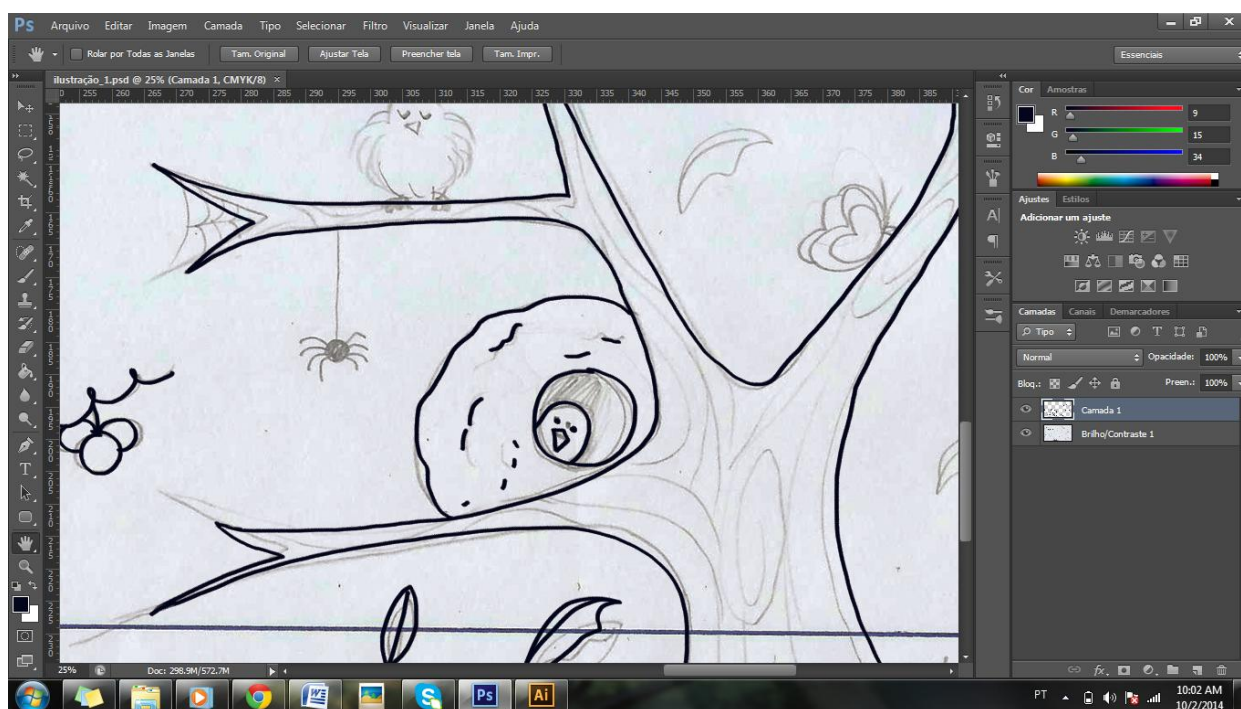 Ps Arquivo Editar Imagem Camada Tipo Selecionar Filtro Visualizar Janela Ajuda
Rolar por Todas as Janelas Tam. Original Ajustar Tela Preencher tela Tam. Impr. Essenciais
ilustração_1.psd @ 25% (Camada 1, CMYK/8) ×
255 260 265 270 275 280 285 290 295 300 305 310 315 320 325 330 335 340 345 350 355 360 365 370 375 380 385
Cor Amostras
R 9
G 15
B 34
Ajustes Estilos
Adicionar um ajuste
Camadas Canais Demarcadores
Tipo
Normal Opacidade: 100%
Bloq.: Preen.: 100%
Camada 1
Brilho/Contraste 1
25% Doc: 298.9M/572.7M
PT 10:02 AM
10/2/2014